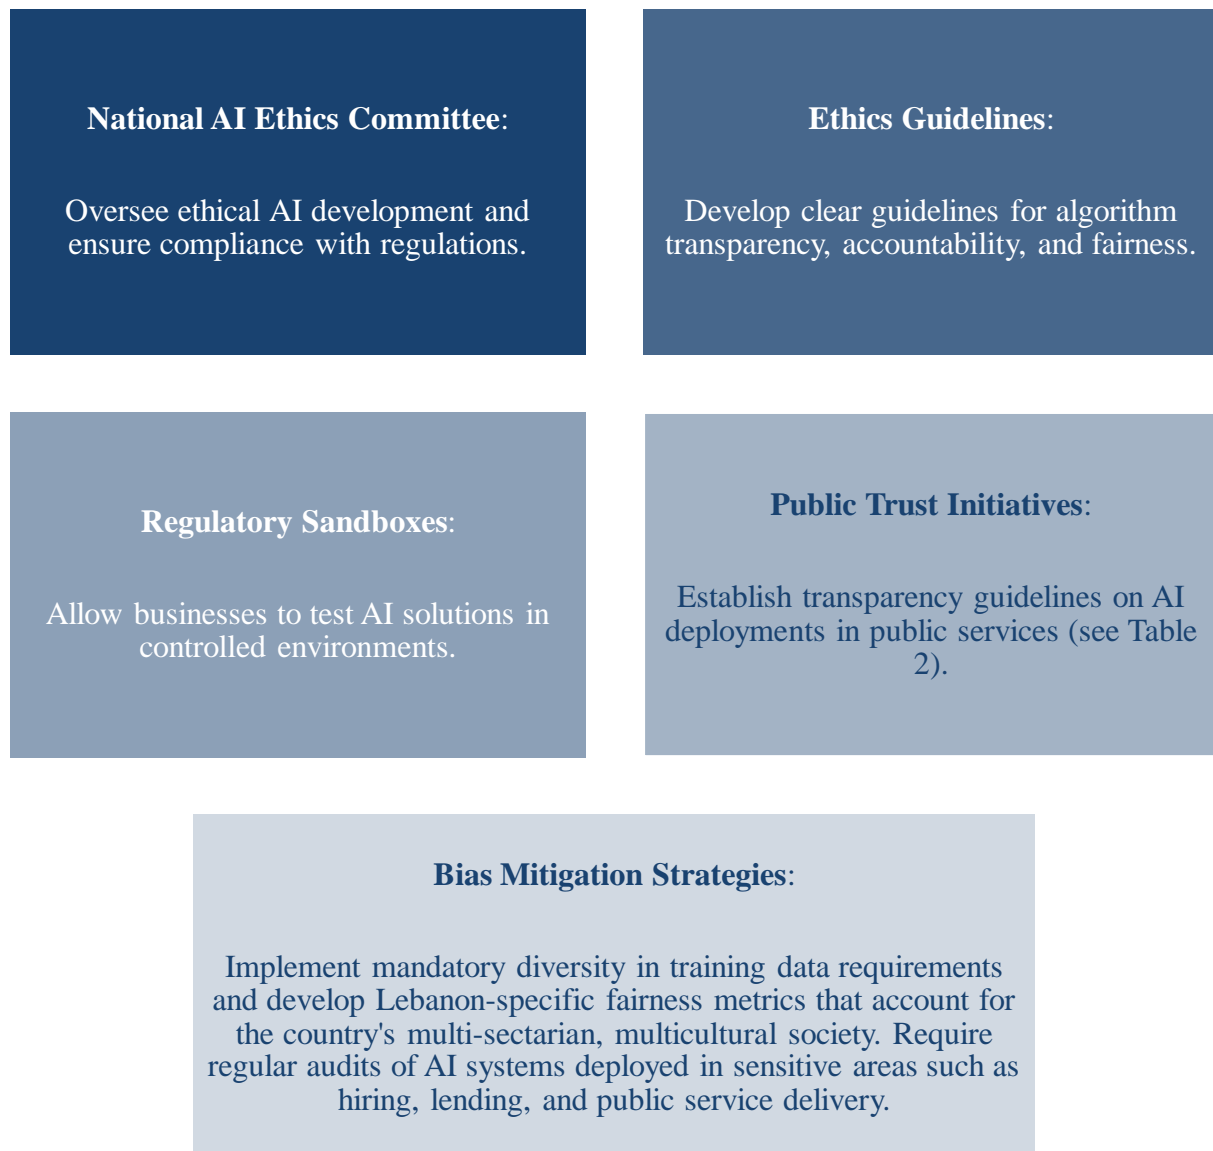 National AI Ethics Committee:
Oversee ethical AI development and
ensure compliance with regulations.
Ethics Guidelines:
Develop clear guidelines for algorithm
transparency, accountability, and fairness.
Regulatory Sandboxes:
Allow businesses to test AI solutions in
controlled environments.
Public Trust Initiatives:
Establish transparency guidelines on AI
deployments in public services (see Table
2).
Bias Mitigation Strategies:
Implement mandatory diversity in training data requirements
and develop Lebanon-specific fairness metrics that account for
the country's multi-sectarian, multicultural society. Require
regular audits of AI systems deployed in sensitive areas such as
hiring, lending, and public service delivery.